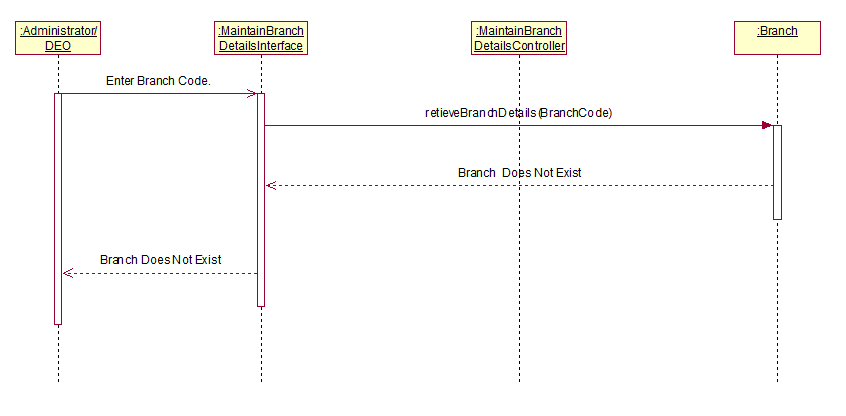 :Administrator/
DEO
:MaintainBranch
DetailsInterface
:MaintainBranch
DetailsController
:Branch
Enter Branch Code.
retieveBranchDetails(BranchCode)
Branch Does Not Exist
Branch Does Not Exist